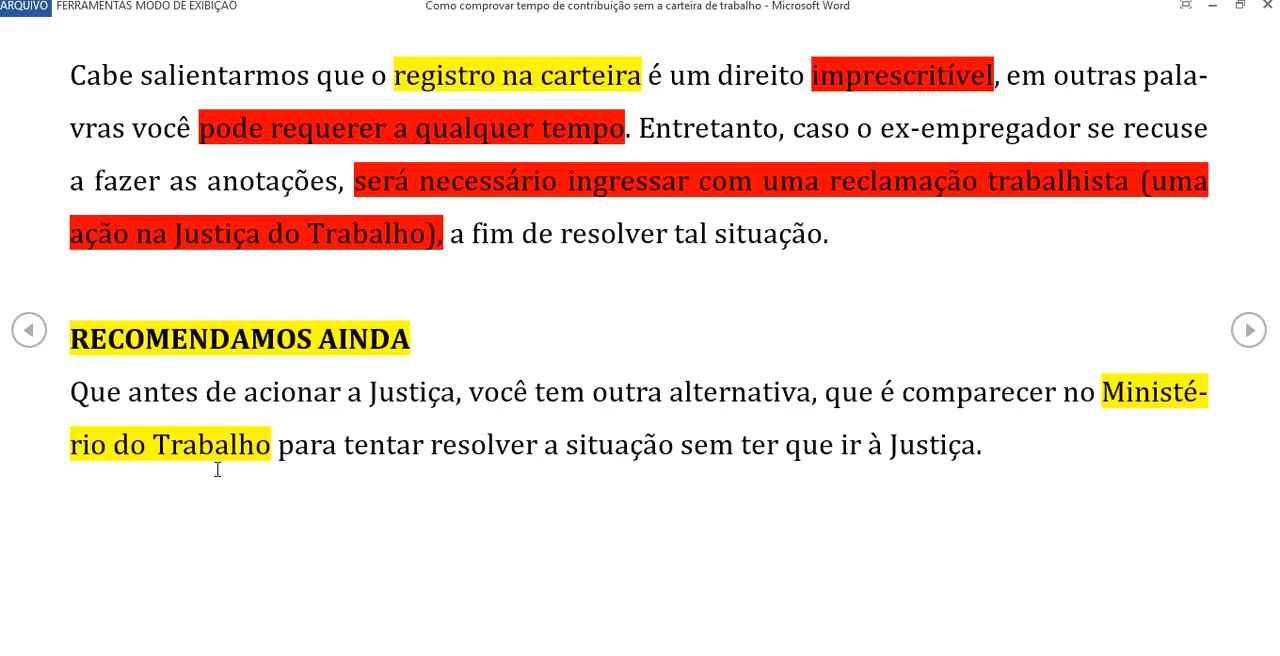 ARQUIVO FERRAMENTAS MODO DE EXIBIÇÃO Como comprovar tempo de contribuição sem a carteira de trabalho - Microsoft Word
Cabe salientarmos que o registro na carteira é um direito imprescritível, em outras pala-
vras você pode requerer a qualquer tempo. Entretanto, caso o ex-empregador se recuse
a fazer as anotações, será necessário ingressar com uma reclamação trabalhista (uma
ação na Justiça do Trabalho), a fim de resolver tal situação.
RECOMENDAMOS AINDA
Que antes de acionar a Justiça, você tem outra alternativa, que é comparecer no Ministé-
rio do Trabalho para tentar resolver a situação sem ter que ir à Justiça.